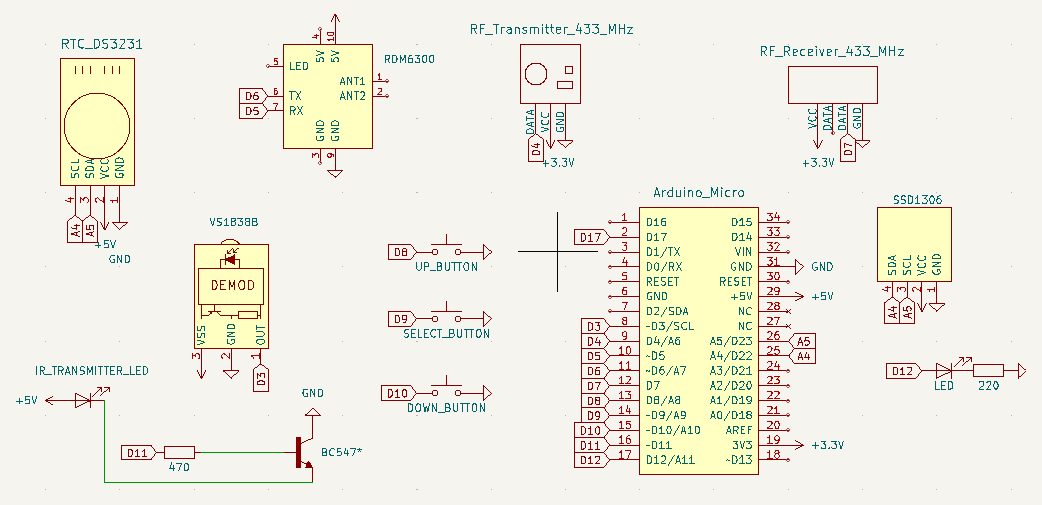 RTC_DS3231
SCL
SDA
VCC
GND
4
3
2
1
A4
A5
+5V
GND
RDM6300
4
10
5V
5V
5
LED
D6
6
TX
D5
7
RX
ANT1
1
ANT2
2
GND
GND
3
9
RF_Transmitter_433_MHz
DATA
VCC
GND
D4
+3.3V
RF_Receiver_433_MHz
VCC
DATA
DATA
GND
D7
+3.3V
VS1838B
DEMOD
VSS
GND
OUT
3
2
1
D3
D8
UP_BUTTON
D9
SELECT_BUTTON
D10
DOWN_BUTTON
Arduino_Micro
1 D16 D15 34
D17 2 D17 D14 33
3 D1/TX VIN 32
4 D0/RX GND 31 GND
5 RESET RESET 30
6 GND +5V 29 +5V
7 D2/SDA NC 28
D3 8 ~D3/SCL NC 27
D4 9 D4/A6 A5/D23 26 A5
D5 10 ~D5 A4/D22 25 A4
D6 11 ~D6/A7 A3/D21 24
D7 12 D7 A2/D20 23
D8 13 D8/A8 A1/D19 22
D9 14 ~D9/A9 A0/D18 21
D10 15 ~D10/A10 AREF 20
D11 16 ~D11 3V3 19 +3.3V
D12 17 D12/A11 ~D13 18
SSD1306
SDA
SCL
VCC
GND
4
3
2
1
A4
A5
D12
LED
220
IR_TRANSMITTER_LED
+5V
GND
D11
470
BC547*